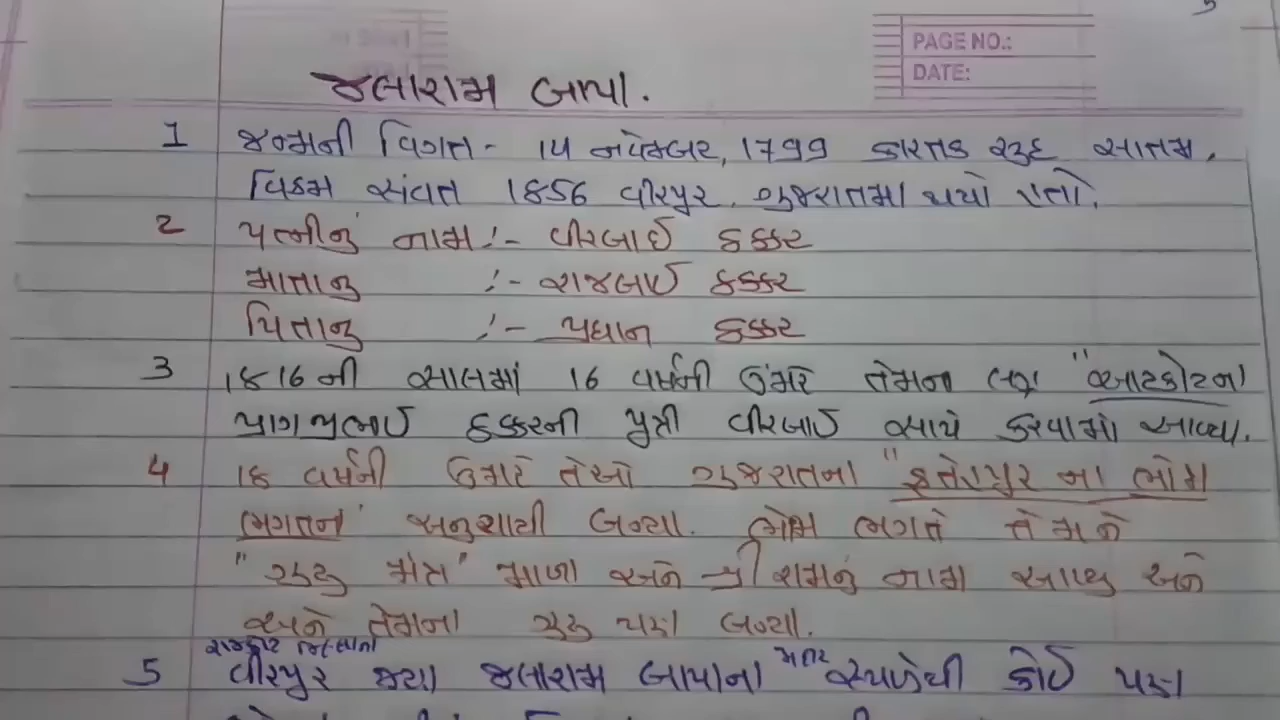 PAGE NO.:
DATE:
જલારામ બાપા.
1 જન્મની વિગત - 14 નવેમ્બર, 1799 કારતક સુદ સાતમ.
વિક્રમ સંવત 1856 વીરપુર. ગુજરાતમા થયો હતો.
2 પત્નીનું નામ :- વીરબાઈ ઠક્કર
માતાનુ :- રાજબાઈ ઠક્કર
પિતાનુ :- પ્રધાન ઠક્કર
3 1816 ની સાલમાં 16 વર્ષની ઉંમરે તેમના લગ્ન "આટકોટના
પ્રાગજીભાઈ ઠક્કરની પુત્રી વીરબાઈ સાથે કરવામાં આવ્યા.
4 18 વર્ષની ઉંમરે તેઓ ગુજરાતના "ફતેહપુર ના ભોજા
ભગતના અનુયાયી બન્યા. ભોજા ભગતે તેમને
"ગુરુ મંત્ર" માળા અને શ્રી રામનું નામ આપ્યુ અને
અને તેમના ગુરુ પણ બન્યા.
રાજકોટ
5 વીરપુર જ્યા જલારામ બાપાના સ્થળેથી કોઈ પણ